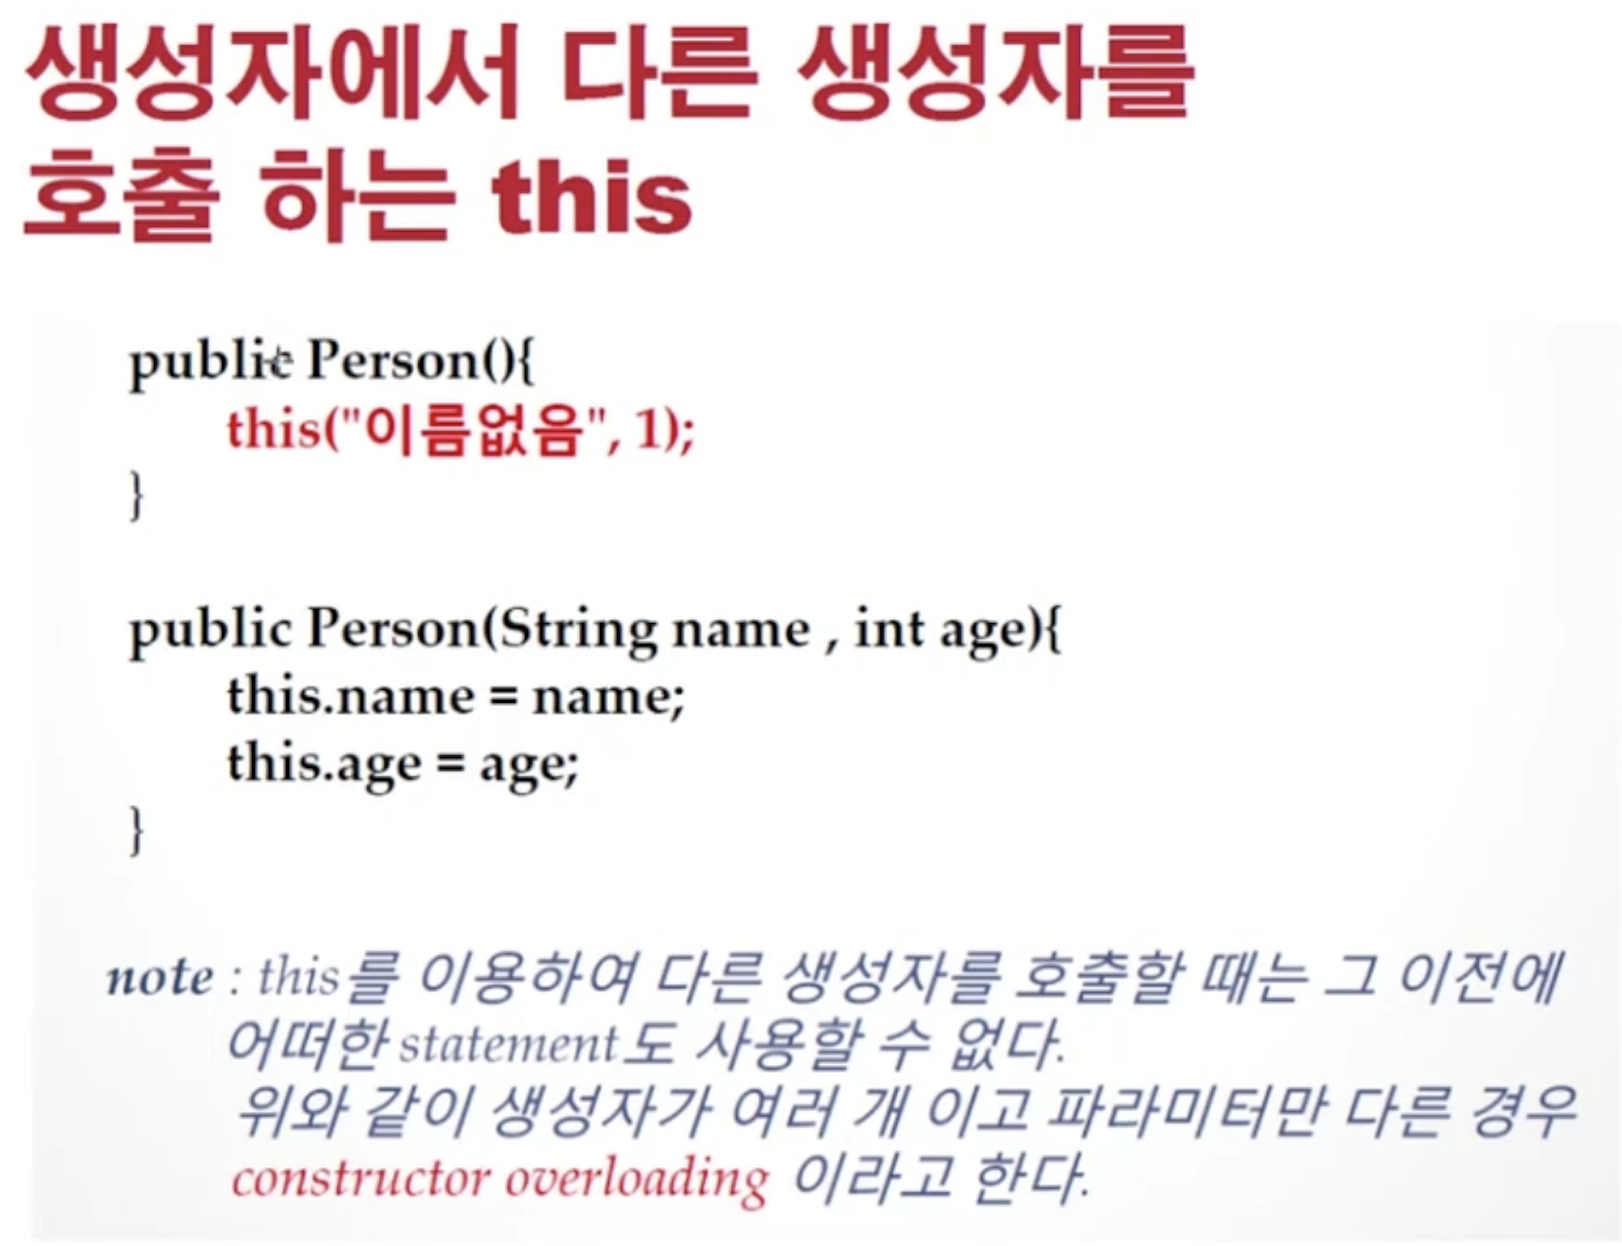 생성자에서 다른 생성자를
호출 하는 this
public Person(){
this("이름없음", 1);
}
public Person(String name , int age){
this.name = name;
this.age = age;
}
note : this를 이용하여 다른 생성자를 호출할 때는 그 이전에
어떠한 statement도 사용할 수 없다.
위와 같이 생성자가 여러 개 이고 파라미터만 다른 경우
constructor overloading 이라고 한다.